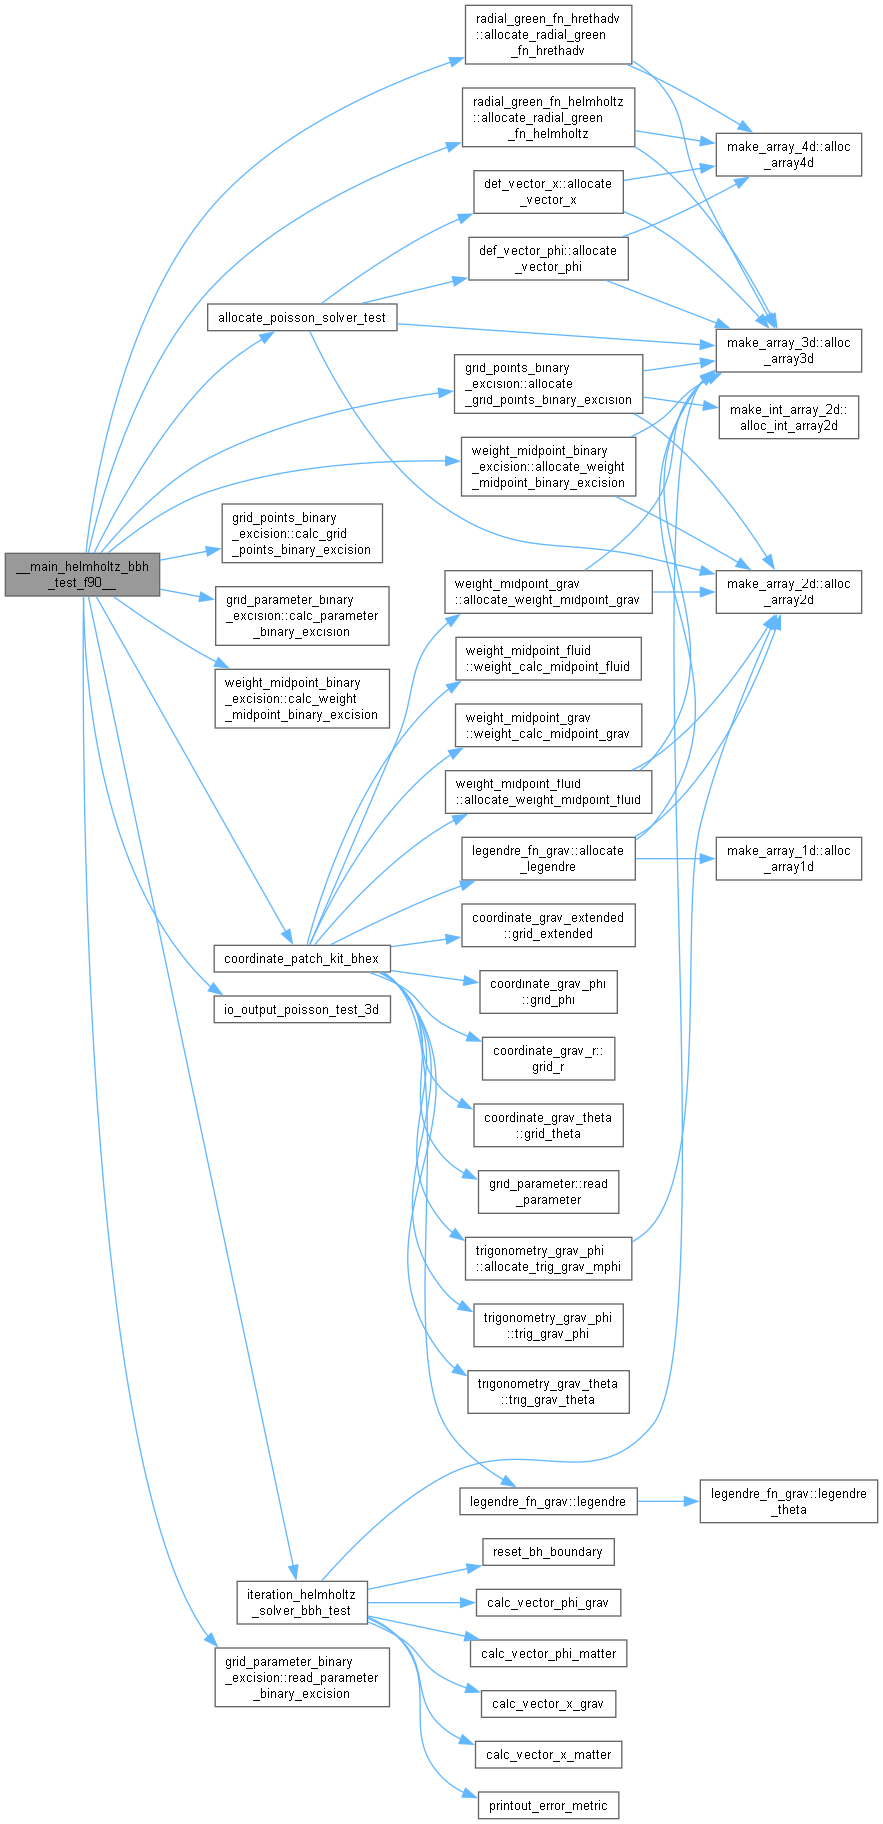 radial_green_fn_hrethadv
::allocate_radial_green
_fn_hrethadv
radial_green_fn_helmholtz
::allocate_radial_green
_fn_helmholtz
make_array_4d::alloc
_array4d
def_vector_x::allocate
_vector_x
def_vector_phi::allocate
_vector_phi
allocate_poisson_solver_test
make_array_3d::alloc
_array3d
grid_points_binary
_excision::allocate
_grid_points_binary_excision
make_int_array_2d::
alloc_int_array2d
weight_midpoint_binary
_excision::allocate_weight
_midpoint_binary_excision
grid_points_binary
_excision::calc_grid
_points_binary_excision
__main_helmholtz_bbh
_test_f90__
weight_midpoint_grav
::allocate_weight_midpoint_grav
make_array_2d::alloc
_array2d
grid_parameter_binary
_excision::calc_parameter
_binary_excision
weight_midpoint_fluid
::weight_calc_midpoint_fluid
weight_midpoint_binary
_excision::calc_weight
_midpoint_binary_excision
weight_midpoint_grav
::weight_calc_midpoint_grav
weight_midpoint_fluid
::allocate_weight_midpoint_fluid
legendre_fn_grav::allocate
_legendre
make_array_1d::alloc
_array1d
coordinate_grav_extended
::grid_extended
coordinate_patch_kit_bhex
coordinate_grav_phi
::grid_phi
io_output_poisson_test_3d
coordinate_grav_r::
grid_r
coordinate_grav_theta
::grid_theta
grid_parameter::read
_parameter
trigonometry_grav_phi
::allocate_trig_grav_mphi
trigonometry_grav_phi
::trig_grav_phi
trigonometry_grav_theta
::trig_grav_theta
legendre_fn_grav::legendre
legendre_fn_grav::legendre
_theta
reset_bh_boundary
iteration_helmholtz
_solver_bbh_test
calc_vector_phi_grav
calc_vector_phi_matter
grid_parameter_binary
_excision::read_parameter
_binary_excision
calc_vector_x_grav
calc_vector_x_matter
printout_error_metric